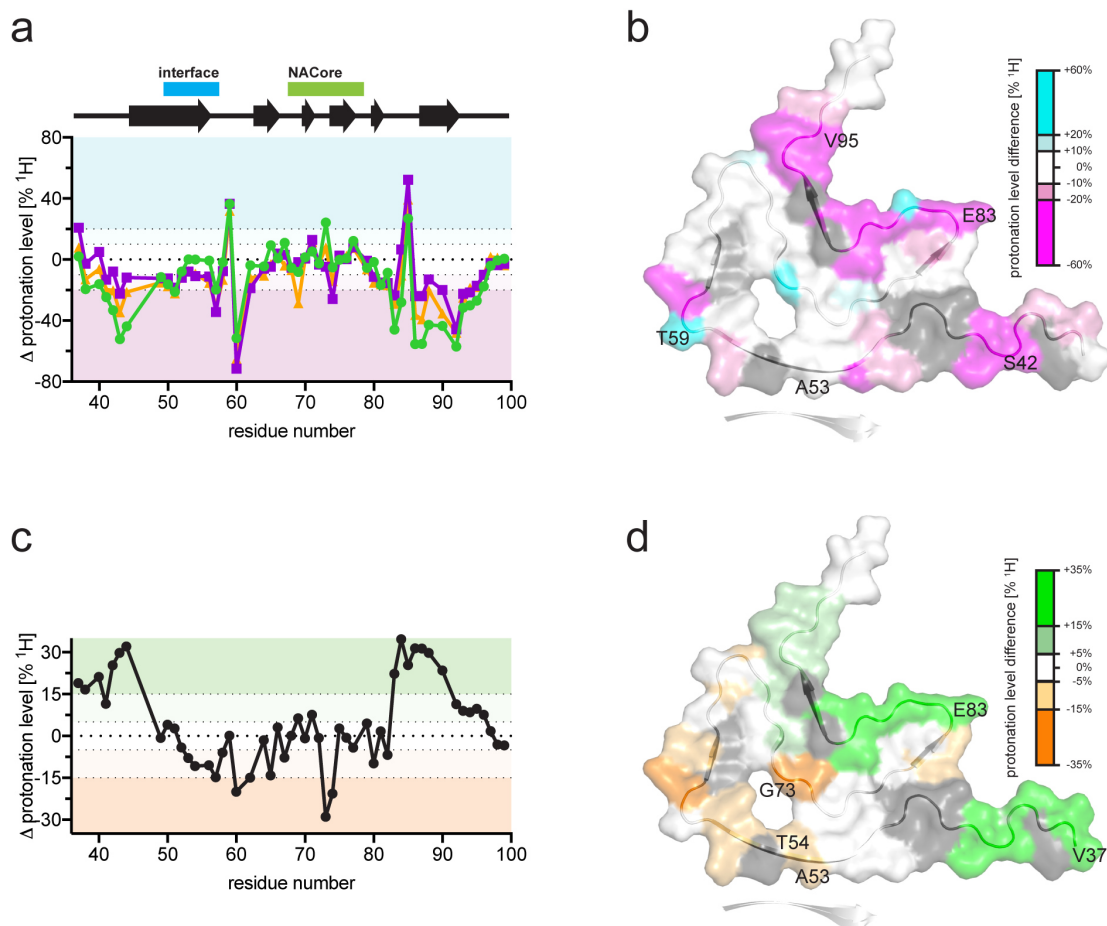 a
interface
NACore
Δ protonation level [% ¹H]
80
40
0
-40
-80
40
50
60
70
80
90
100
residue number
b
V95
E83
T59
A53
S42
protonation level difference [% ¹H]
+60%
+20%
+10%
0%
-10%
-20%
-60%
c
Δ protonation level [% ¹H]
30
15
0
-15
-30
40
50
60
70
80
90
100
residue number
d
E83
G73
T54
A53
V37
protonation level difference [% ¹H]
+35%
+15%
+5%
0%
-5%
-15%
-35%